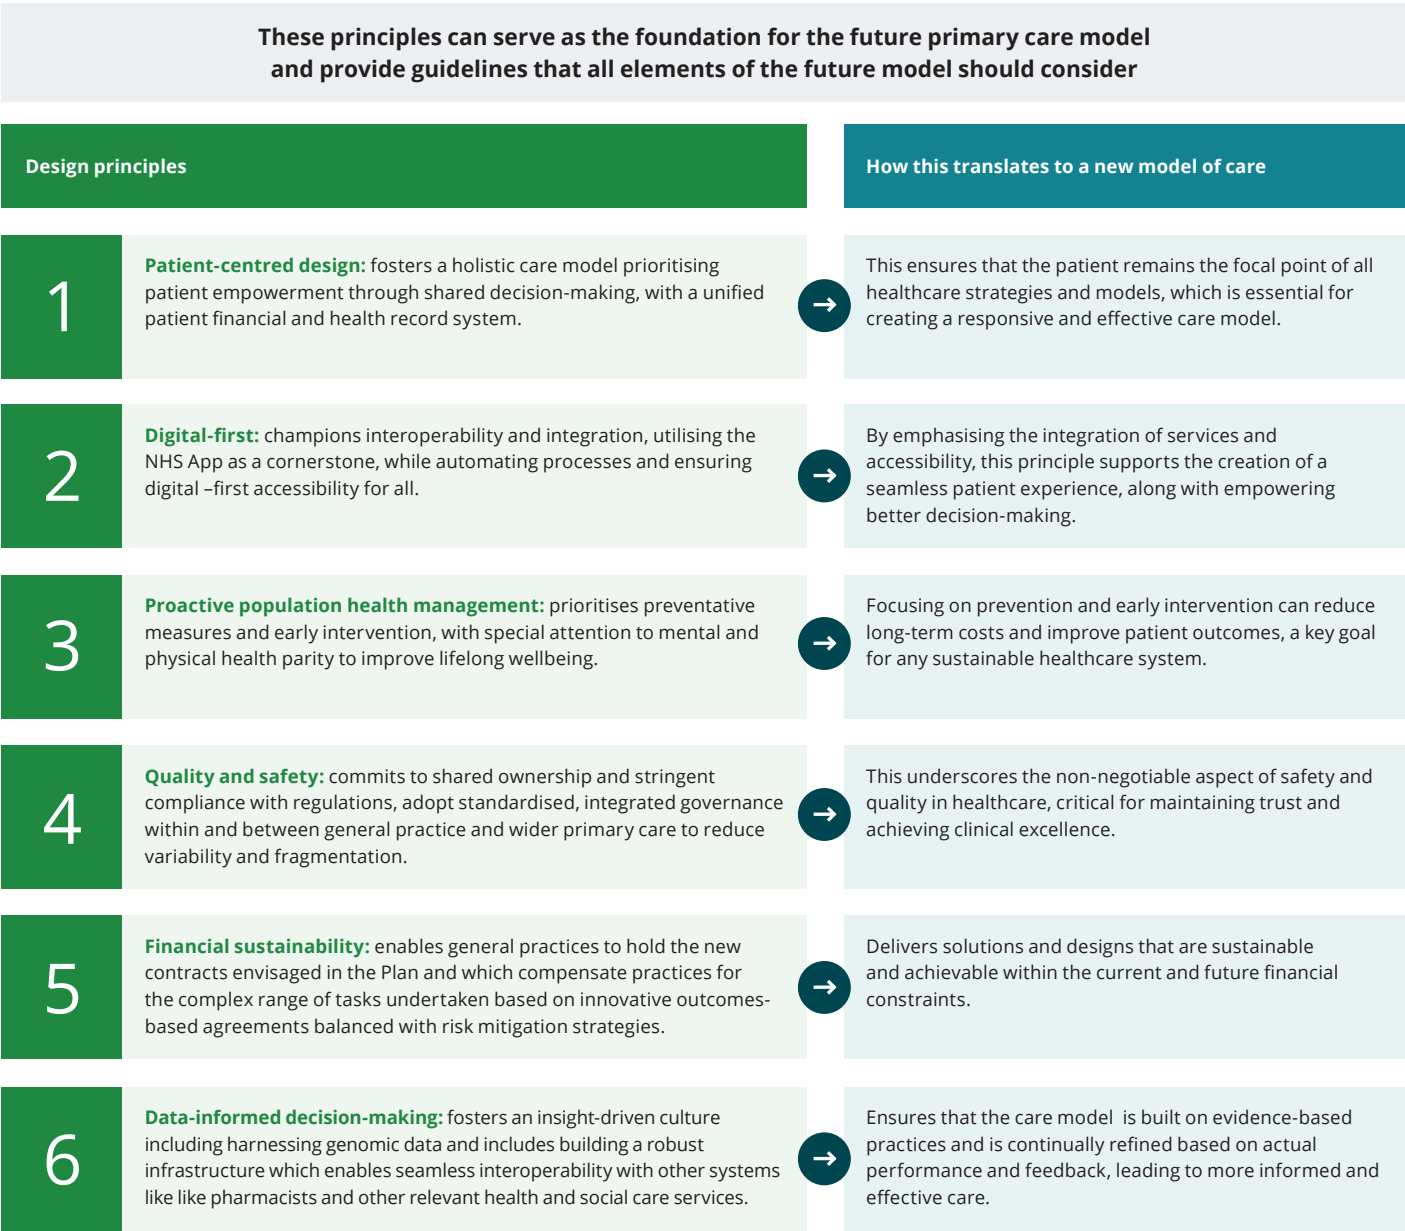 These principles can serve as the foundation for the future primary care model
and provide guidelines that all elements of the future model should consider
Design principles
How this translates to a new model of care
1
Patient-centred design: fosters a holistic care model prioritising
patient empowerment through shared decision-making, with a unified
patient financial and health record system.
→
This ensures that the patient remains the focal point of all
healthcare strategies and models, which is essential for
creating a responsive and effective care model.
2
Digital-first: champions interoperability and integration, utilising the
NHS App as a cornerstone, while automating processes and ensuring
digital –first accessibility for all.
→
By emphasising the integration of services and
accessibility, this principle supports the creation of a
seamless patient experience, along with empowering
better decision-making.
3
Proactive population health management: prioritises preventative
measures and early intervention, with special attention to mental and
physical health parity to improve lifelong wellbeing.
→
Focusing on prevention and early intervention can reduce
long-term costs and improve patient outcomes, a key goal
for any sustainable healthcare system.
4
Quality and safety: commits to shared ownership and stringent
compliance with regulations, adopt standardised, integrated governance
within and between general practice and wider primary care to reduce
variability and fragmentation.
→
This underscores the non-negotiable aspect of safety and
quality in healthcare, critical for maintaining trust and
achieving clinical excellence.
5
Financial sustainability: enables general practices to hold the new
contracts envisaged in the Plan and which compensate practices for
the complex range of tasks undertaken based on innovative outcomes-
based agreements balanced with risk mitigation strategies.
→
Delivers solutions and designs that are sustainable
and achievable within the current and future financial
constraints.
6
Data-informed decision-making: fosters an insight-driven culture
including harnessing genomic data and includes building a robust
infrastructure which enables seamless interoperability with other systems
like like pharmacists and other relevant health and social care services.
→
Ensures that the care model  is built on evidence-based
practices and is continually refined based on actual
performance and feedback, leading to more informed and
effective care.